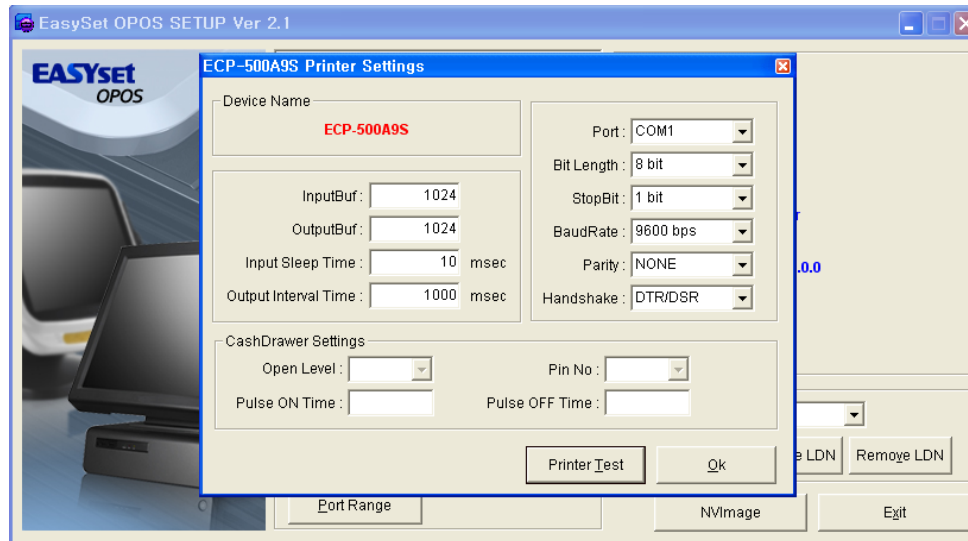 EasySet OPOS SETUP Ver 2.1
EASYset
OPOS
ECP-500A9S Printer Settings
Device Name
ECP-500A9S
InputBuf : 1024
OutputBuf : 1024
Input Sleep Time : 10 msec
Output Interval Time : 1000 msec
Port : COM1
Bit Length : 8 bit
StopBit : 1 bit
BaudRate : 9600 bps
Parity : NONE
Handshake : DTR/DSR
CashDrawer Settings
Open Level :
Pin No :
Pulse ON Time :
Pulse OFF Time :
Printer Test
Ok
r
.0.0
e LDN
Remove LDN
Port Range
NVImage
Exit